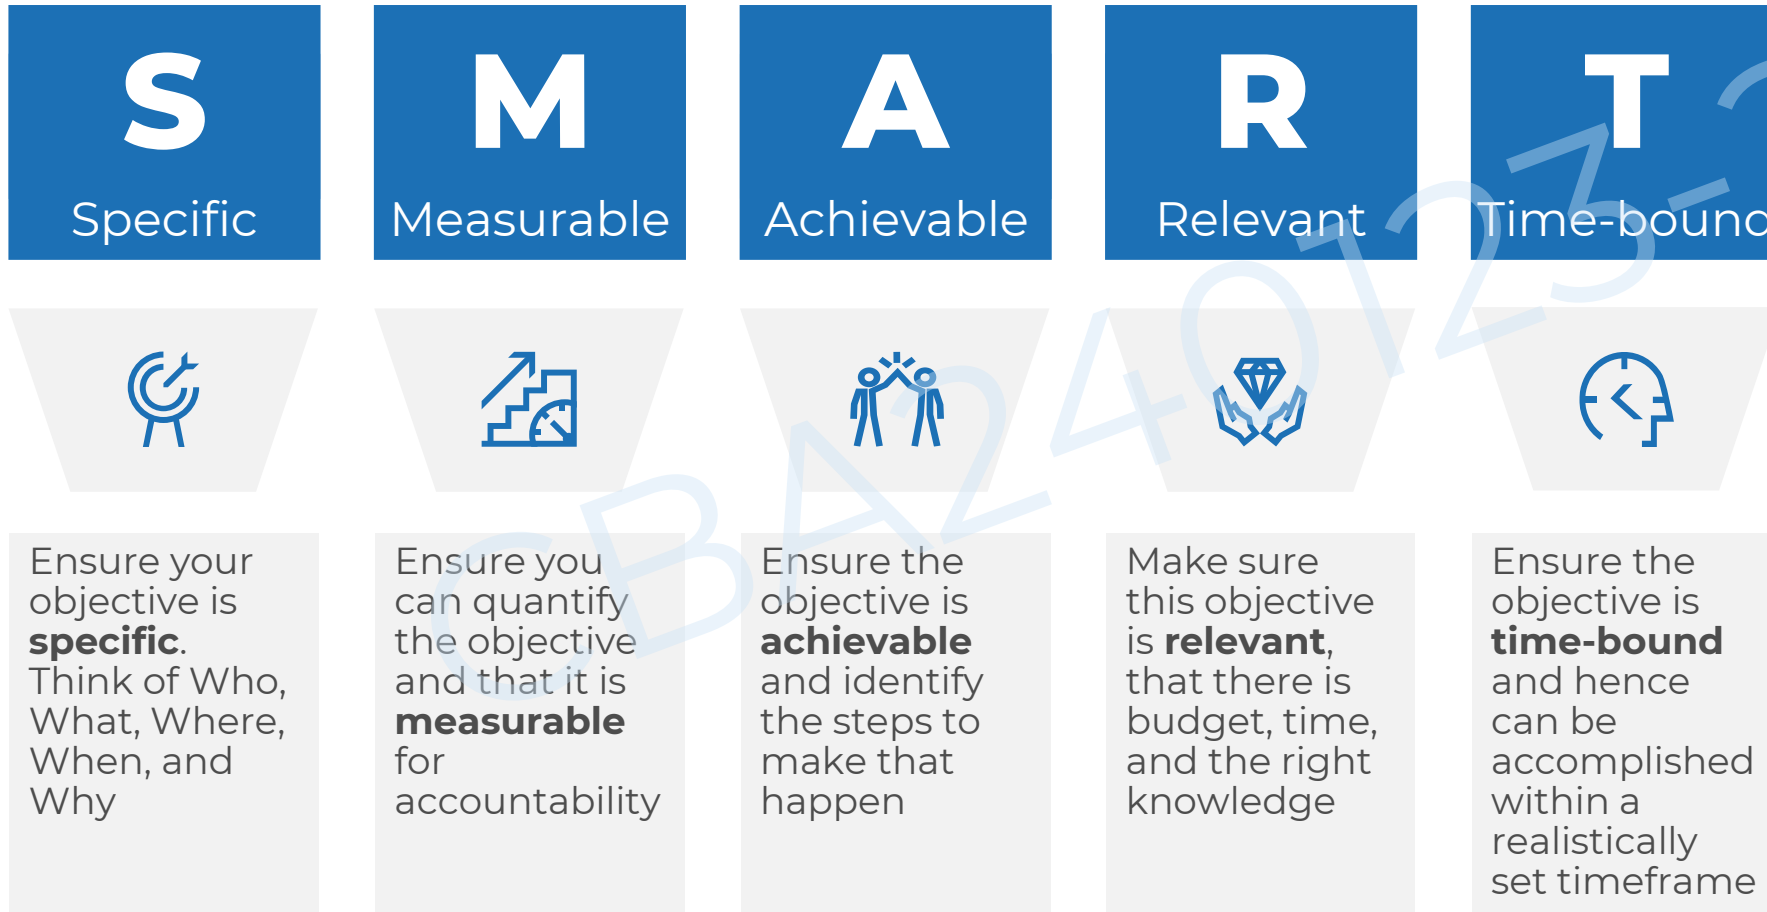 S
Specific
Ensure your
objective is
specific.
Think of Who,
What, Where,
When, and
Why
M
Measurable
Ensure you
can quantify
the objective
and that it is
measurable
for
accountability
A
Achievable
Ensure the
objective is
achievable
and identify
the steps to
make that
happen
R
Relevant
Make sure
this objective
is relevant,
that there is
budget, time,
and the right
knowledge
T
Time-bound
Ensure the
objective is
time-bound
and hence
can be
accomplished
within a
realistically
set timeframe
CBA240123-